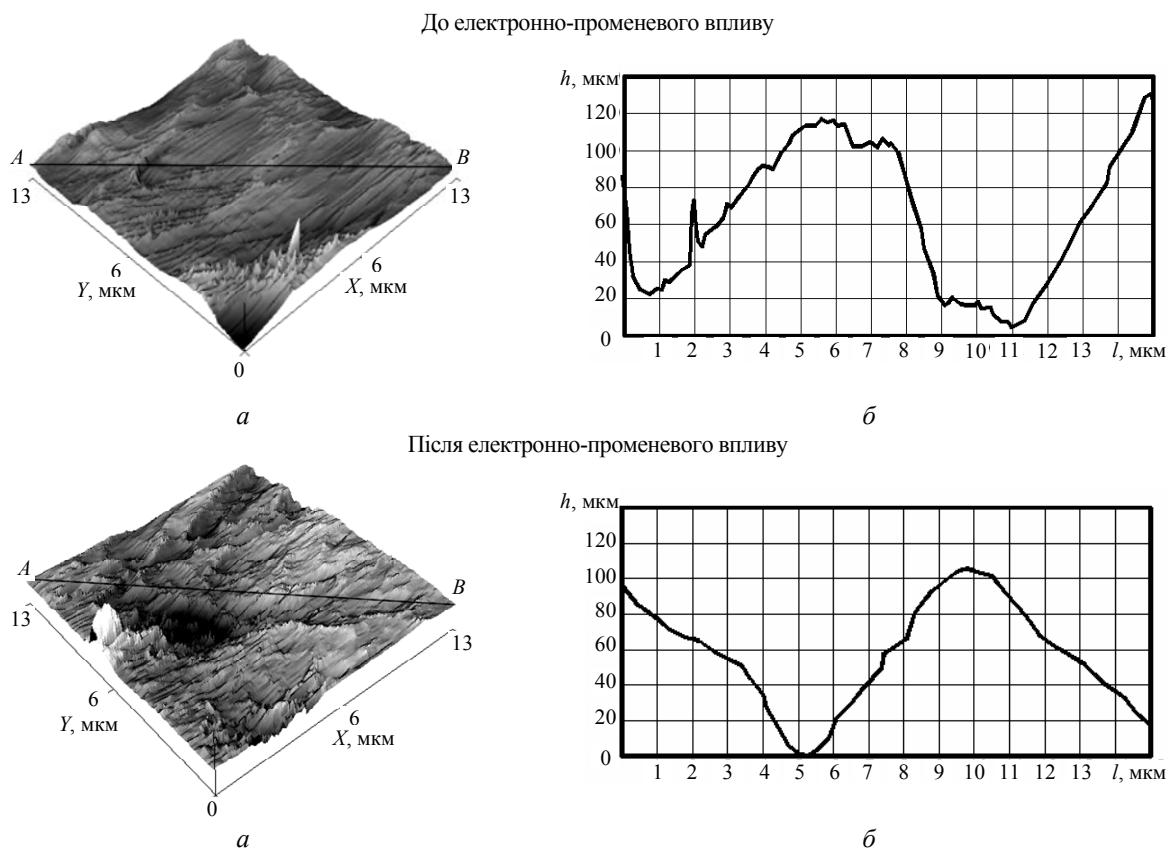 До електронно-променевого впливу
A
B
13
13
6
6
Y, мкм
X, мкм
0
h, мкм
120
100
80
60
40
20
0
1 2 3 4 5 6 7 8 9 10 11 12 13 l, мкм
а
б
Після електронно-променевого впливу
A
B
13
13
6
6
Y, мкм
X, мкм
0
h, мкм
120
100
80
60
40
20
0
1 2 3 4 5 6 7 8 9 10 11 12 13 l, мкм
а
б